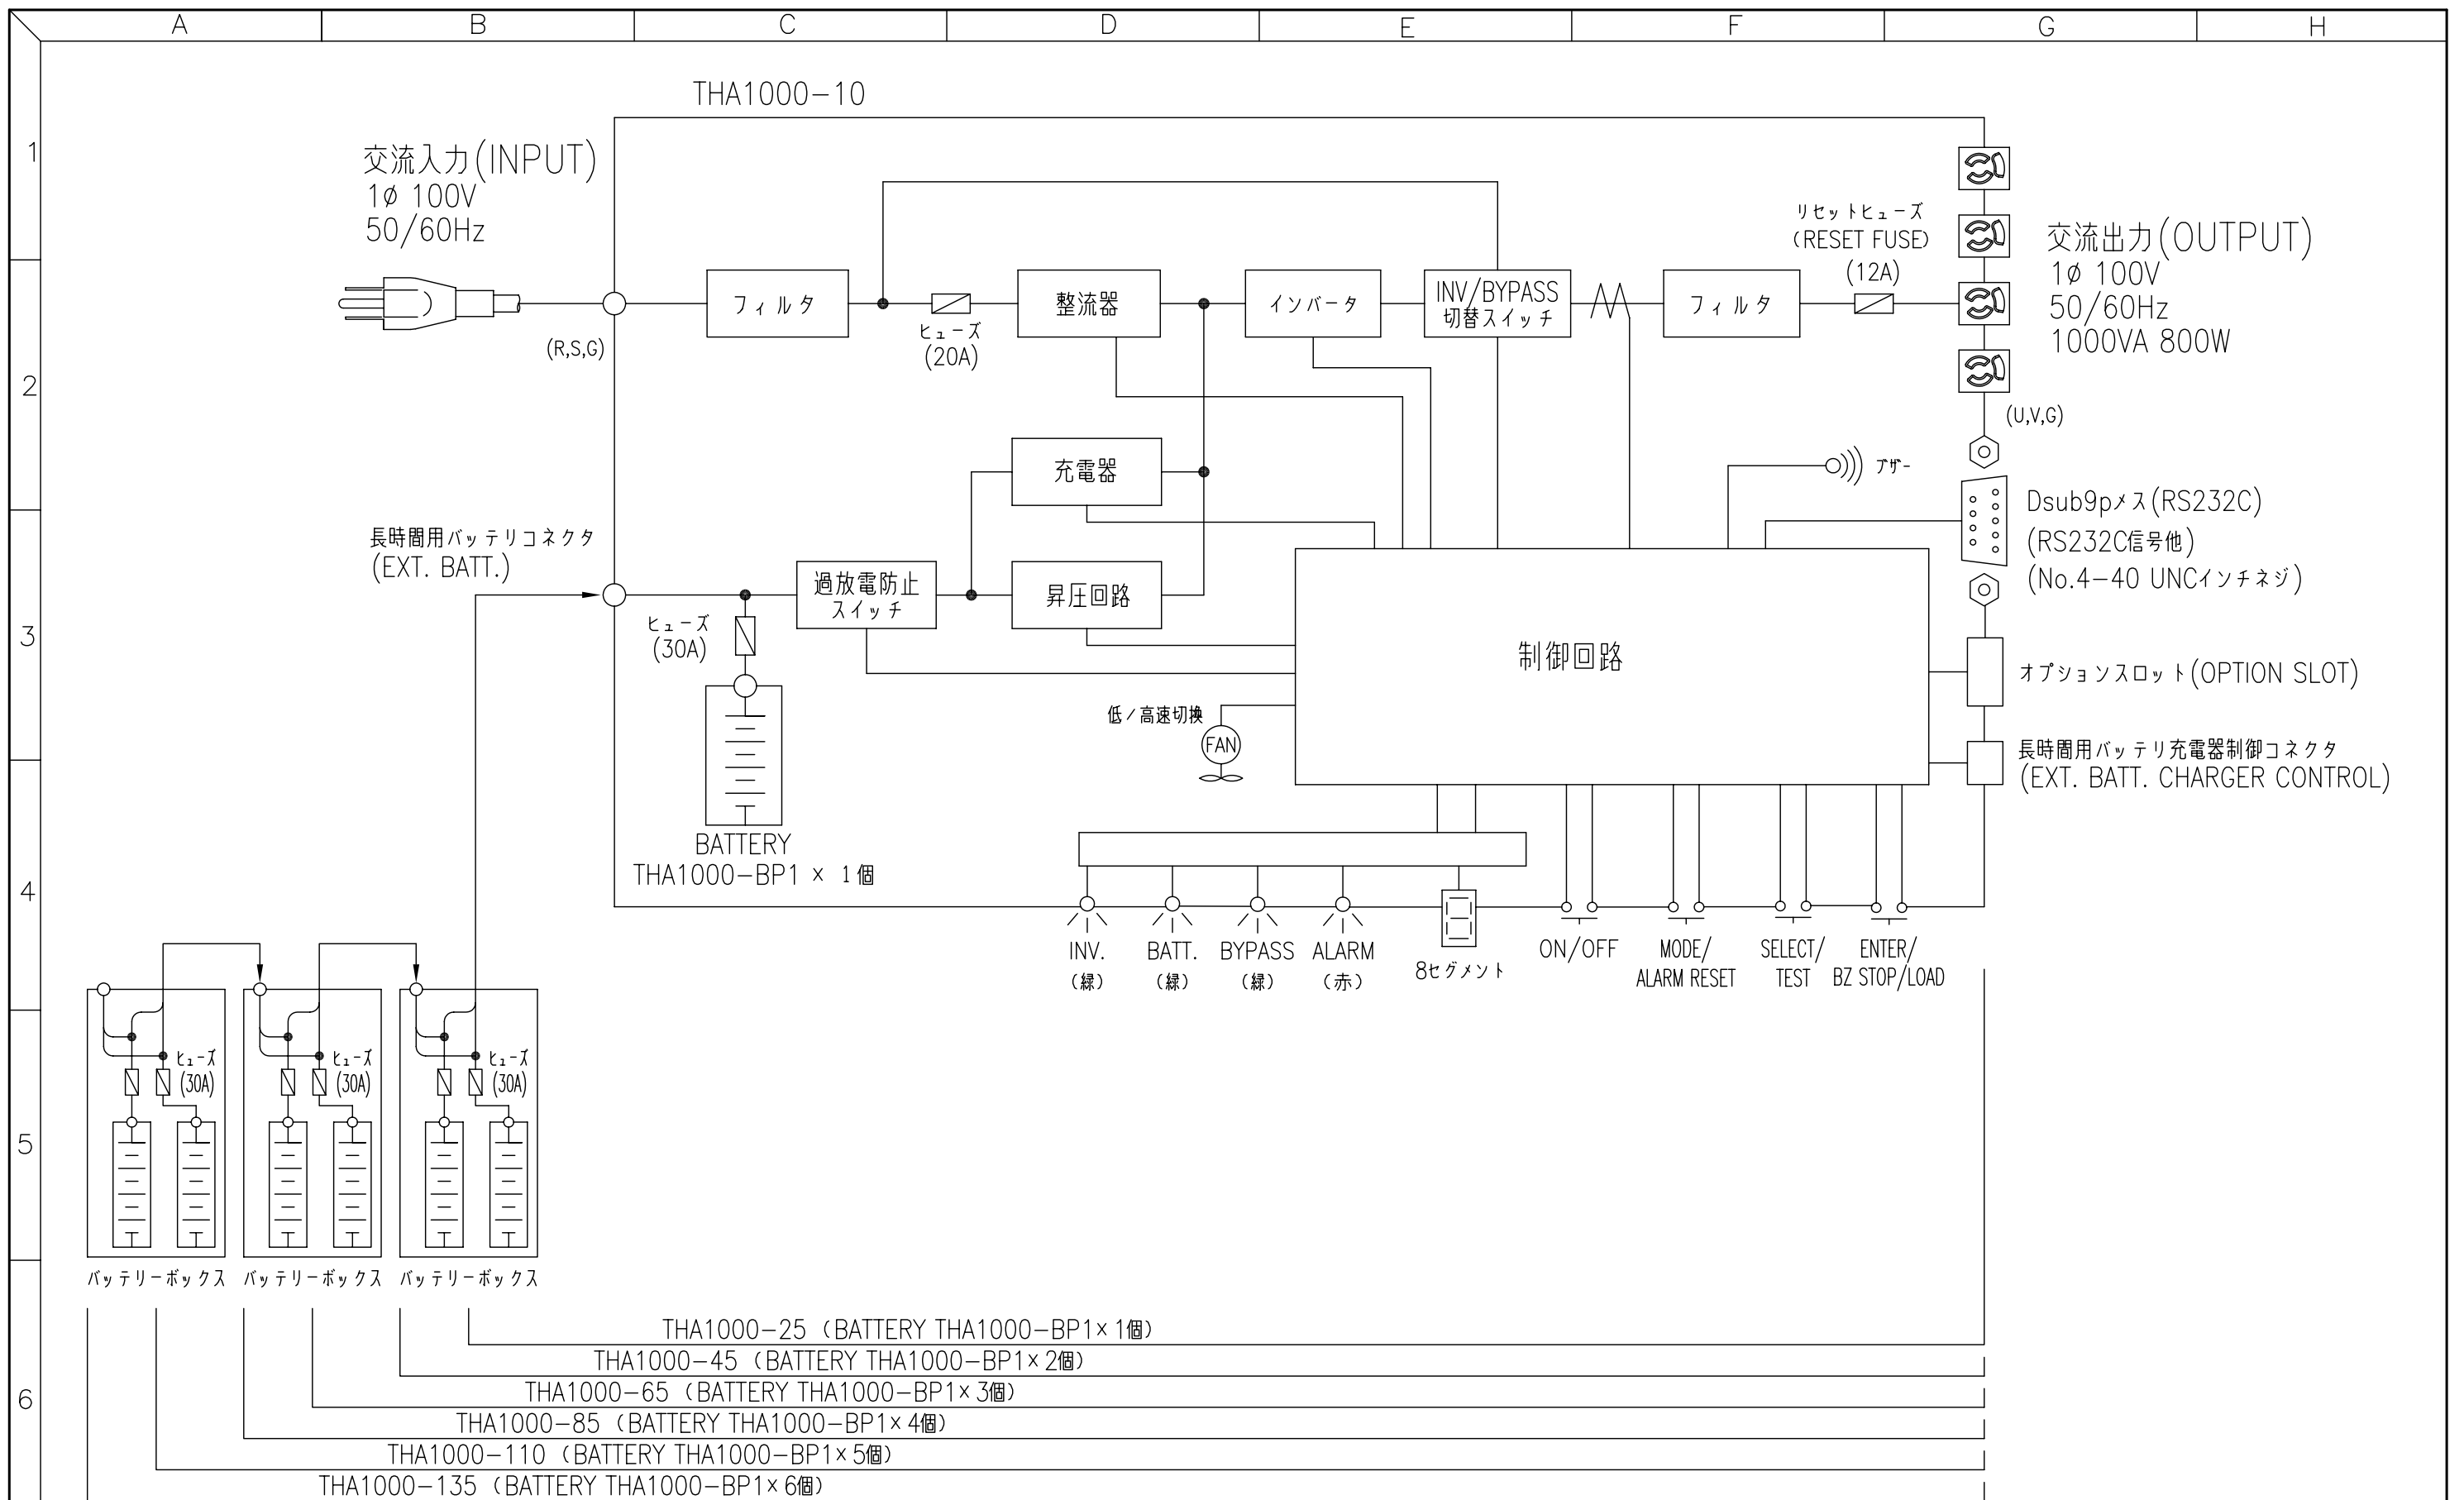 A B C D E F G H
1
2
3
4
5
6
THA1000-10
交流入力(INPUT)
1ø 100V
50/60Hz
(R,S,G)
フィルタ
ヒューズ
(20A)
整流器
インバータ
INV/BYPASS
切替スイッチ
フィルタ
リセットヒューズ
(RESET FUSE)
(12A)
交流出力(OUTPUT)
1ø 100V
50/60Hz
1000VA 800W
(U,V,G)
充電器
ブザー
Dsub9pメス(RS232C)
(RS232C信号他)
(No.4-40 UNCインチネジ)
長時間用バッテリコネクタ
(EXT. BATT.)
ヒューズ
(30A)
過放電防止
スイッチ
昇圧回路
制御回路
オプションスロット(OPTION SLOT)
低/高速切換
FAN
長時間用バッテリ充電器制御コネクタ
(EXT. BATT. CHARGER CONTROL)
BATTERY
THA1000-BP1 × 1個
INV.
(緑)
BATT.
(緑)
BYPASS
(緑)
ALARM
(赤)
8セグメント
ON/OFF
MODE/
ALARM RESET
SELECT/
TEST
ENTER/
BZ STOP/LOAD
ヒューズ
(30A)
ヒューズ
(30A)
ヒューズ
(30A)
バッテリーボックス
バッテリーボックス
バッテリーボックス
THA1000-25 (BATTERY THA1000-BP1×1個)
THA1000-45 (BATTERY THA1000-BP1×2個)
THA1000-65 (BATTERY THA1000-BP1×3個)
THA1000-85 (BATTERY THA1000-BP1×4個)
THA1000-110 (BATTERY THA1000-BP1×5個)
THA1000-135 (BATTERY THA1000-BP1×6個)